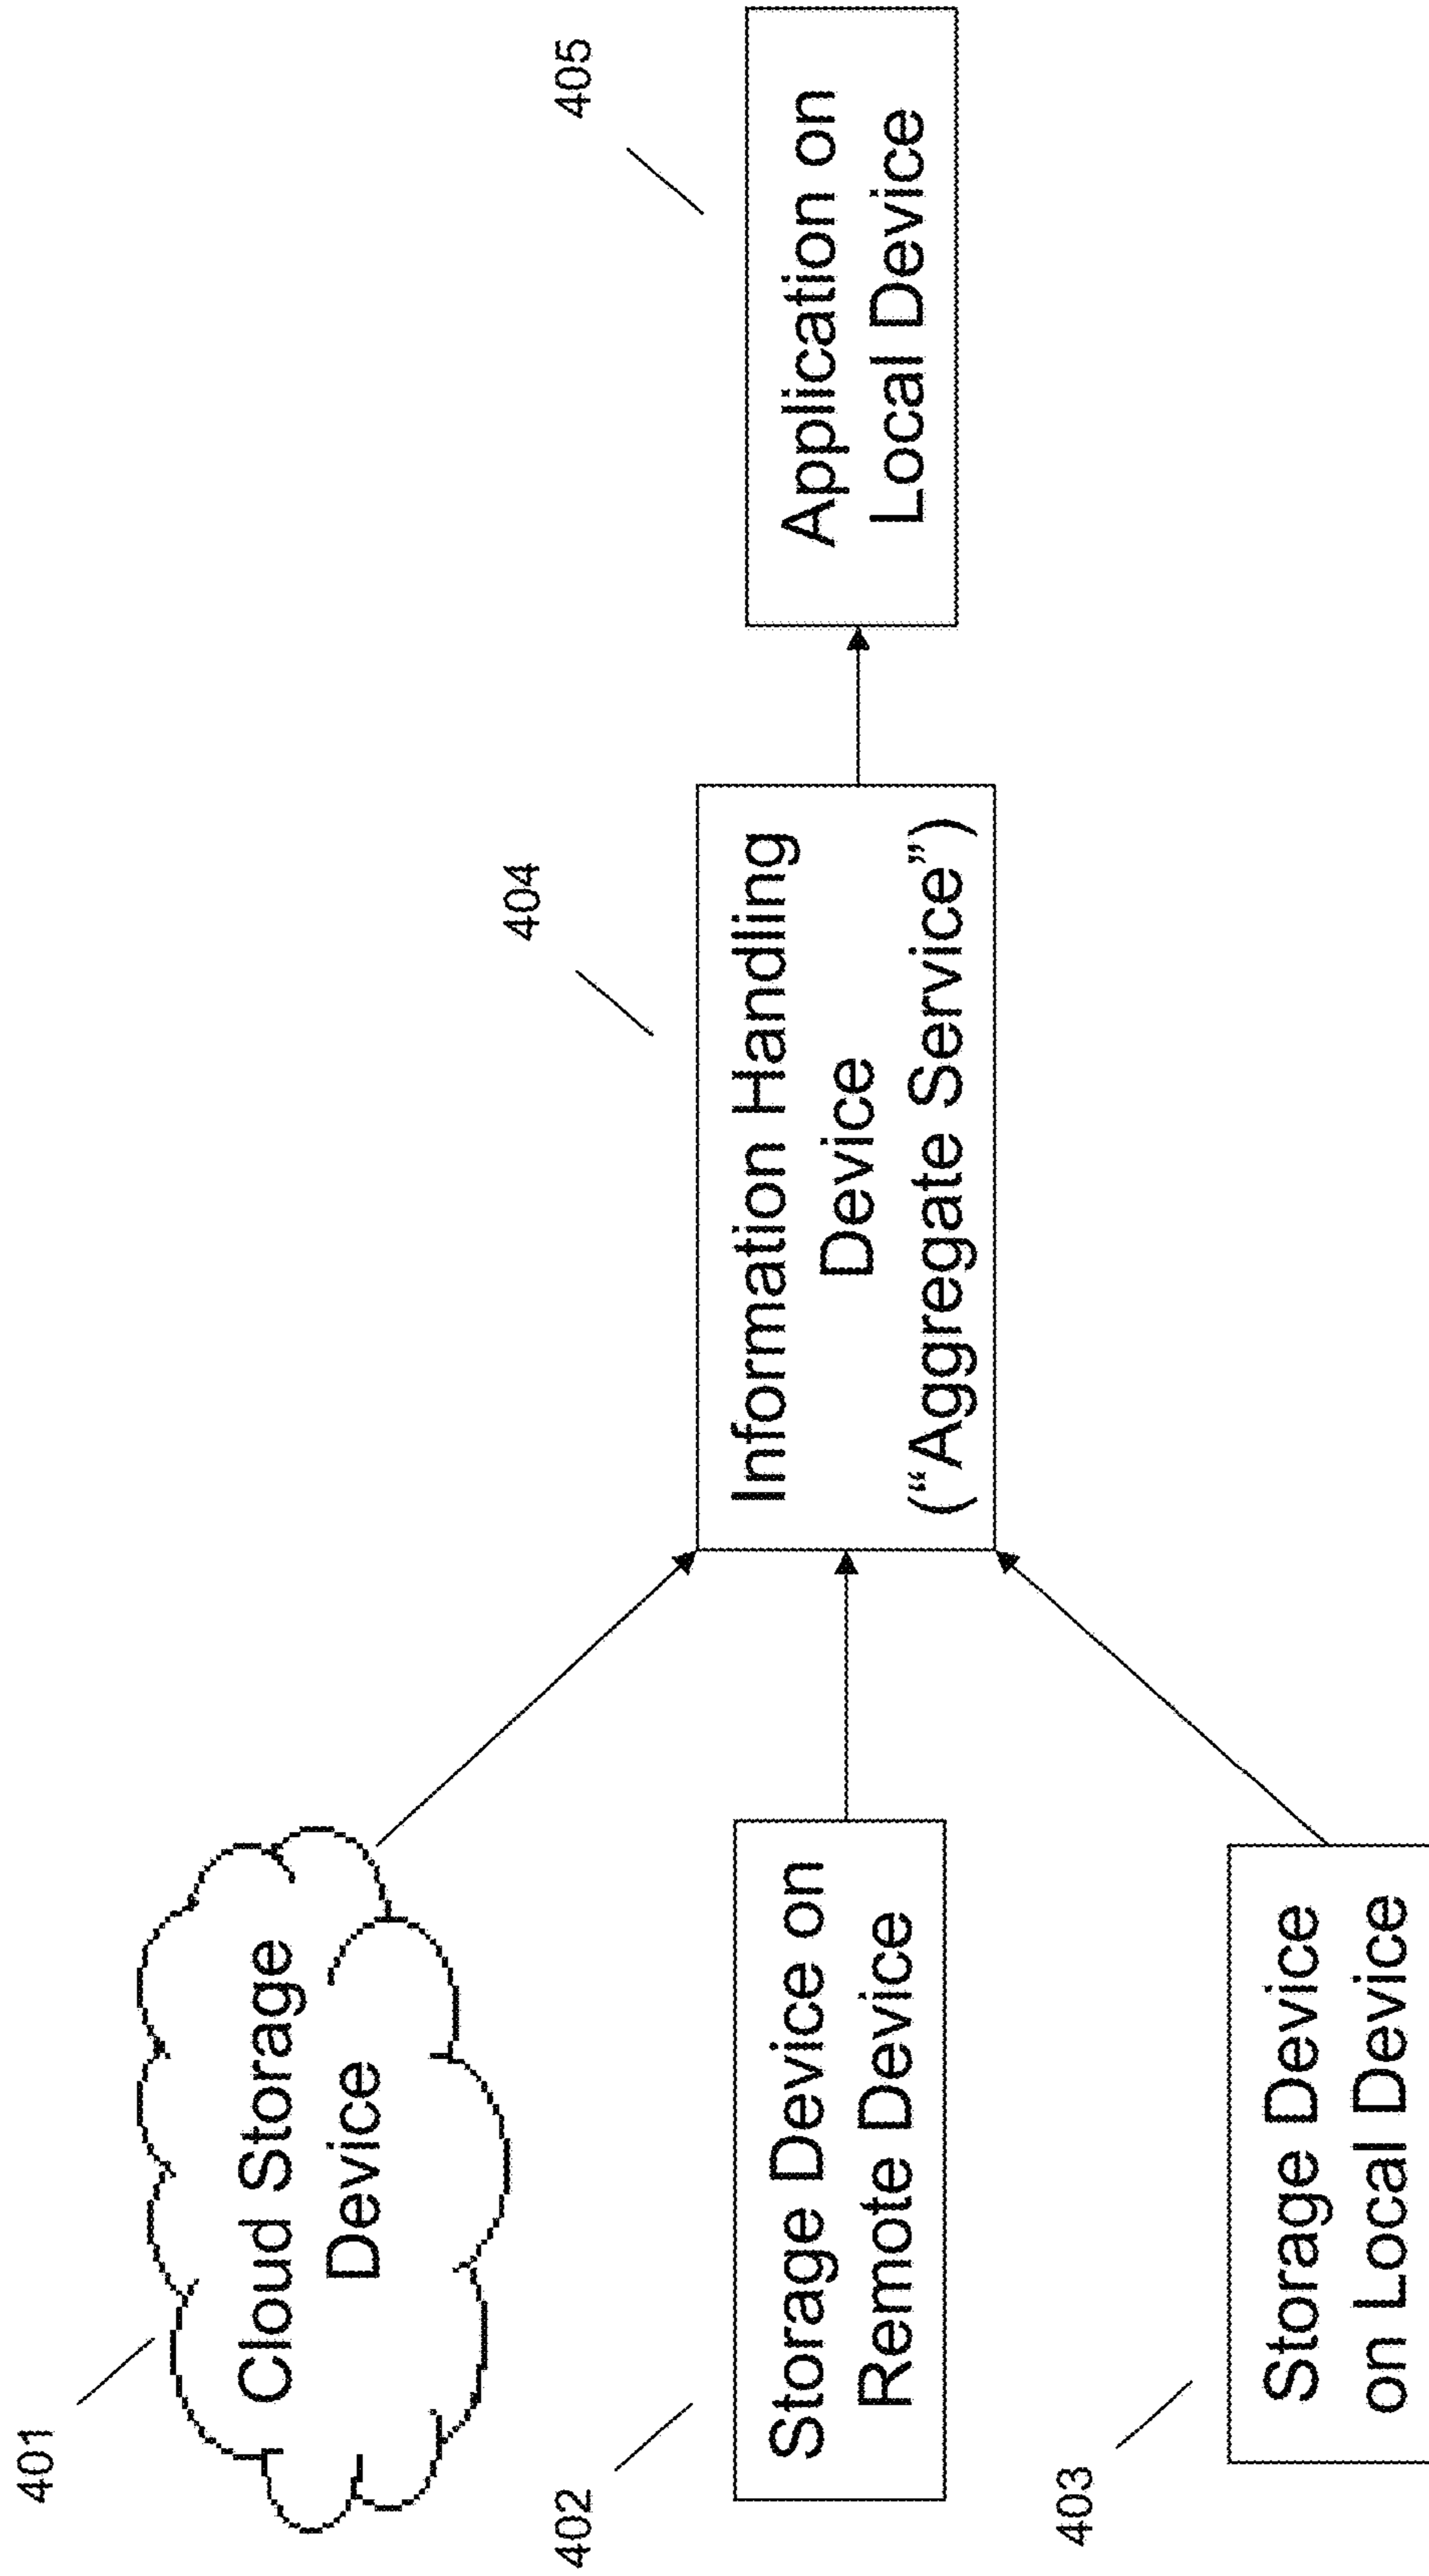 401
Cloud Storage
Device
402
Storage Device on
Remote Device
403
Storage Device
on Local Device
404
Information Handling
Device
(“Aggregate Service”)
405
Application on
Local Device